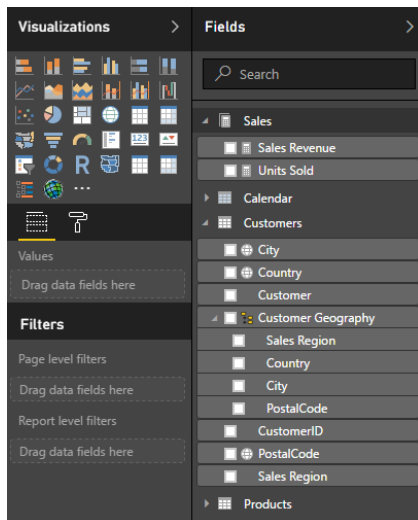 Visualizations
Values
Drag data fields here
Filters
Page level filters
Drag data fields here
Report level filters
Drag data fields here
Fields
Search
Sales
Sales Revenue
Units Sold
Calendar
Customers
City
Country
Customer
Customer Geography
Sales Region
Country
City
PostalCode
CustomerID
PostalCode
Sales Region
Products
R
123